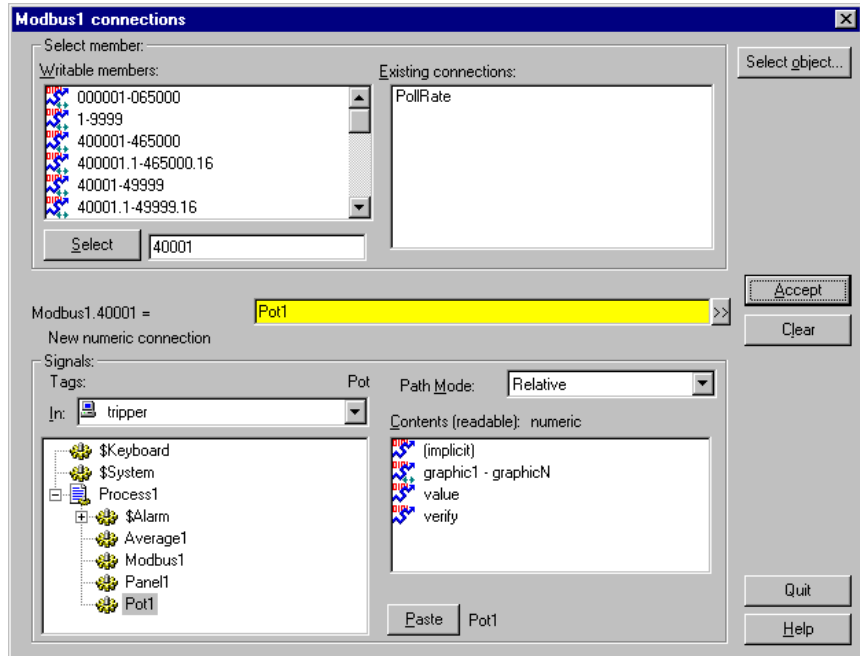 Modbus1 connections
Select member:
Writable members:
Existing connections:
Select object...
000001-065000
1-9999
400001-465000
400001.1-465000.16
40001-49999
40001.1-49999.16
PollRate
Select
40001
Accept
Modbus1.40001 =
Pot1
>>
New numeric connection
Clear
Signals:
Tags:
Pot
Path Mode:
Relative
In:
tripper
Contents (readable): numeric
$Keyboard
$System
Process1
$Alarm
Average1
Modbus1
Panel1
Pot1
(implicit)
graphic1 - graphicN
value
verify
Quit
Paste
Pot1
Help